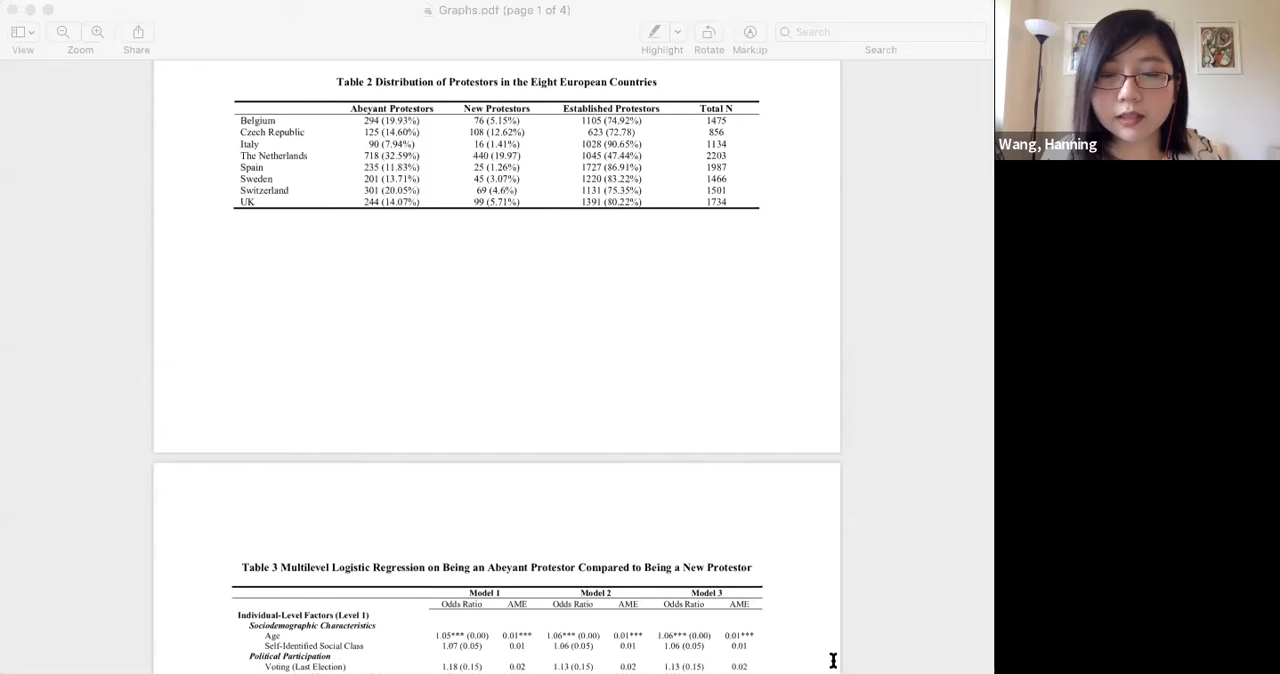 Graphs.pdf (page 1 of 4)
View Zoom Share Highlight Rotate Markup Search
Search
Table 2 Distribution of Protestors in the Eight European Countries
Abeyant Protestors New Protestors Established Protestors Total N
Belgium 294 (19.93%) 76 (5.15%) 1105 (74.92%) 1475
Czech Republic 125 (14.60%) 108 (12.62%) 623 (72.78) 856
Italy 90 (7.94%) 16 (1.41%) 1028 (90.65%) 1134
The Netherlands 718 (32.59%) 440 (19.97) 1045 (47.44%) 2203
Spain 235 (11.83%) 25 (1.26%) 1727 (86.91%) 1987
Sweden 201 (13.71%) 45 (3.07%) 1220 (83.22%) 1466
Switzerland 301 (20.05%) 69 (4.6%) 1131 (75.35%) 1501
UK 244 (14.07%) 99 (5.71%) 1391 (80.22%) 1734
Table 3 Multilevel Logistic Regression on Being an Abeyant Protestor Compared to Being a New Protestor
Model 1 Model 2 Model 3
Odds Ratio AME Odds Ratio AME Odds Ratio AME
Individual-Level Factors (Level 1)
Sociodemographic Characteristics
Age 1.05*** (0.00) 0.01*** 1.06*** (0.00) 0.01*** 1.06*** (0.00) 0.01***
Self-Identified Social Class 1.07 (0.05) 0.01 1.06 (0.05) 0.01 1.06 (0.05) 0.01
Political Participation
Voting (Last Election) 1.18 (0.15) 0.02 1.13 (0.15) 0.02 1.13 (0.15) 0.02
Wang, Hanning